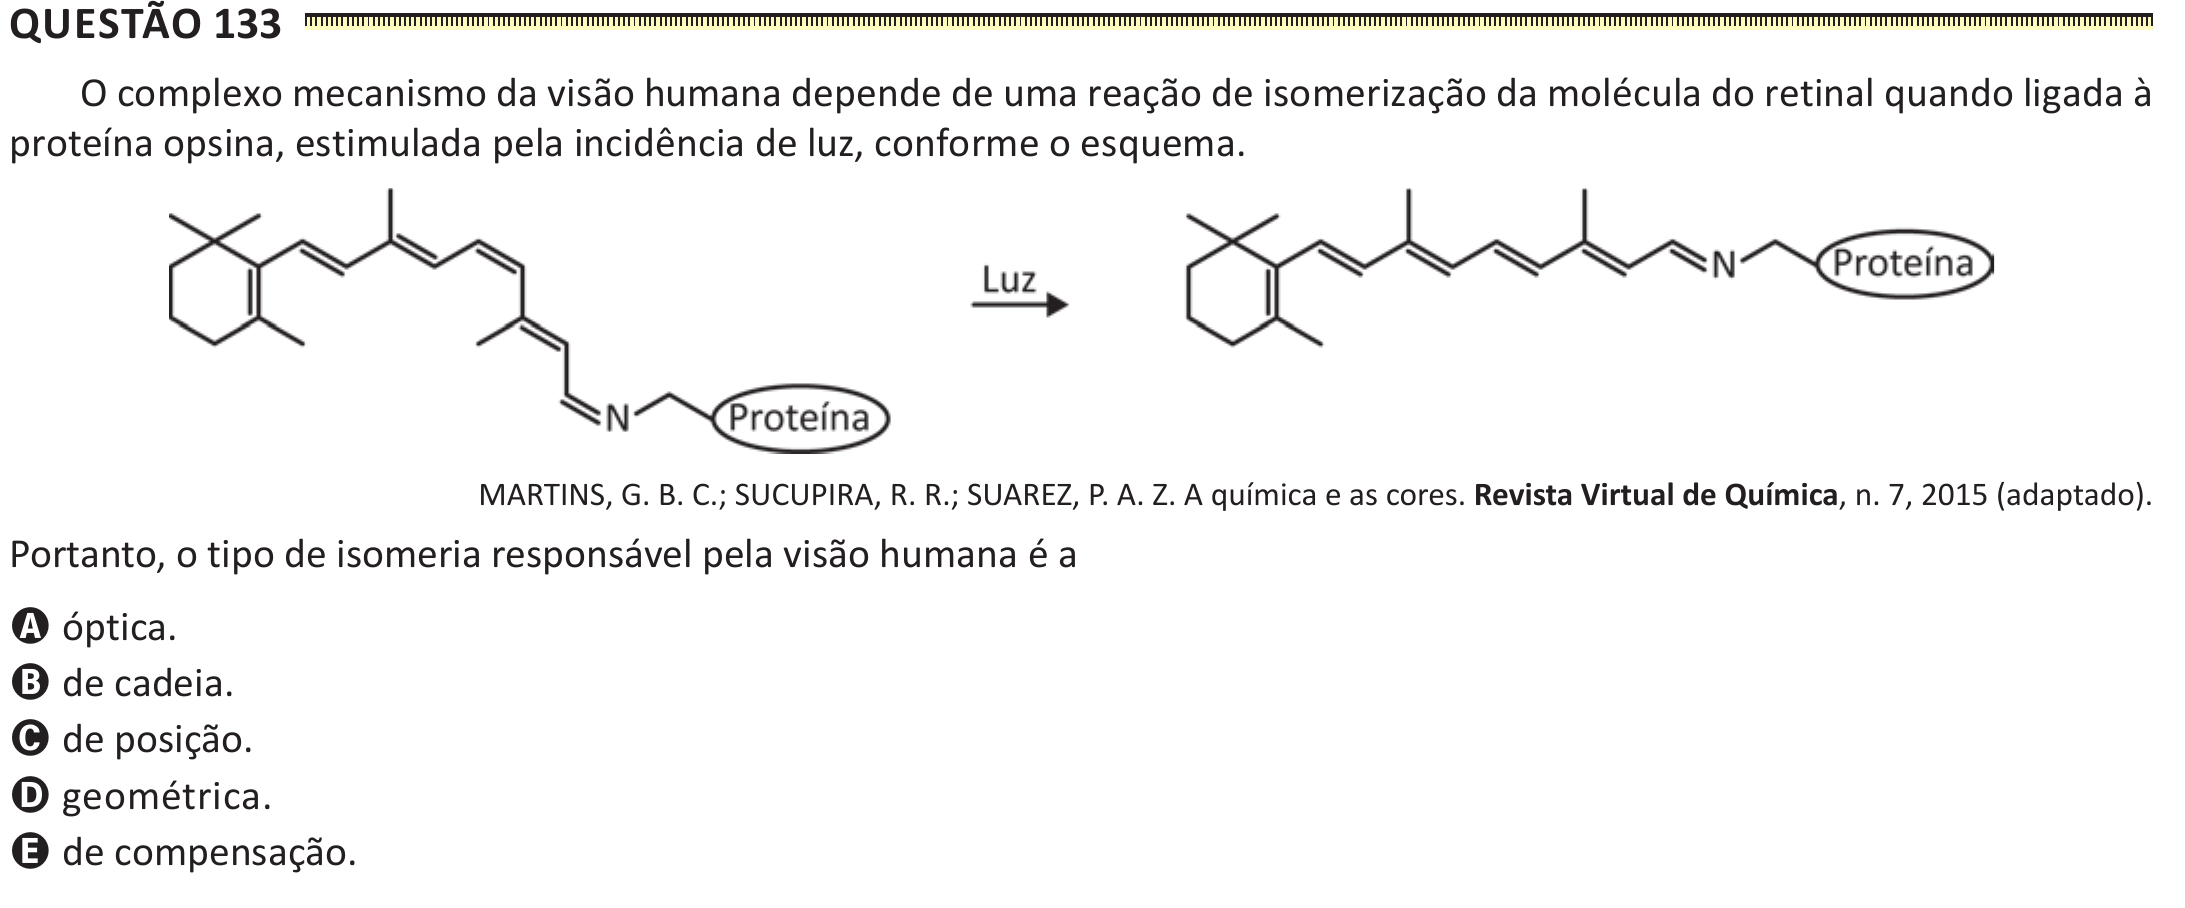 QUESTÃO 133
O complexo mecanismo da visão humana depende de uma reação de isomerização da molécula do retinal quando ligada à
proteína opsina, estimulada pela incidência de luz, conforme o esquema.
Luz
N
Proteína
N
Proteína
MARTINS, G. B. C.; SUCUPIRA, R. R.; SUAREZ, P. A. Z. A química e as cores. Revista Virtual de Química, n. 7, 2015 (adaptado).
Portanto, o tipo de isomeria responsável pela visão humana é a
A óptica.
B de cadeia.
C de posição.
D geométrica.
E de compensação.